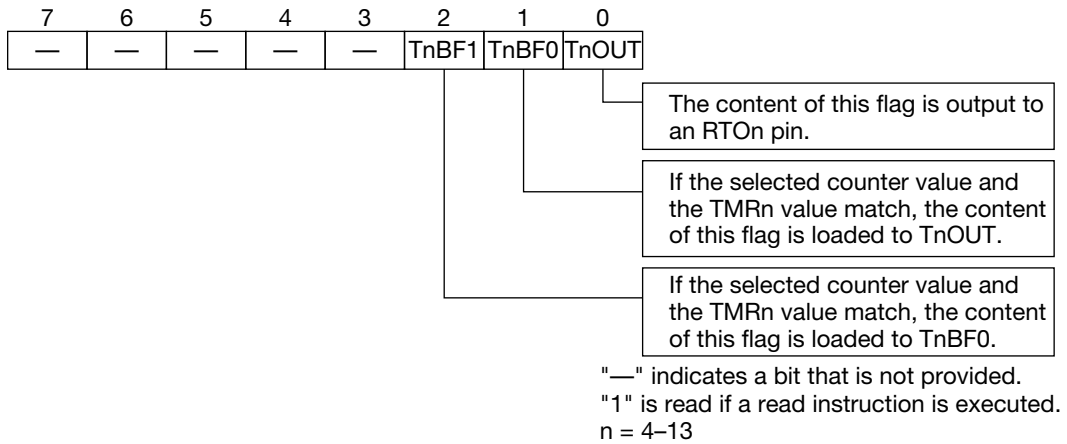 7 6 5 4 3 2 1 0
— — — — — TnBF1 TnBF0 TnOUT
The content of this flag is output to
an RTOn pin.
If the selected counter value and
the TMRn value match, the content
of this flag is loaded to TnOUT.
If the selected counter value and
the TMRn value match, the content
of this flag is loaded to TnBF0.
"—" indicates a bit that is not provided.
"1" is read if a read instruction is executed.
n = 4–13